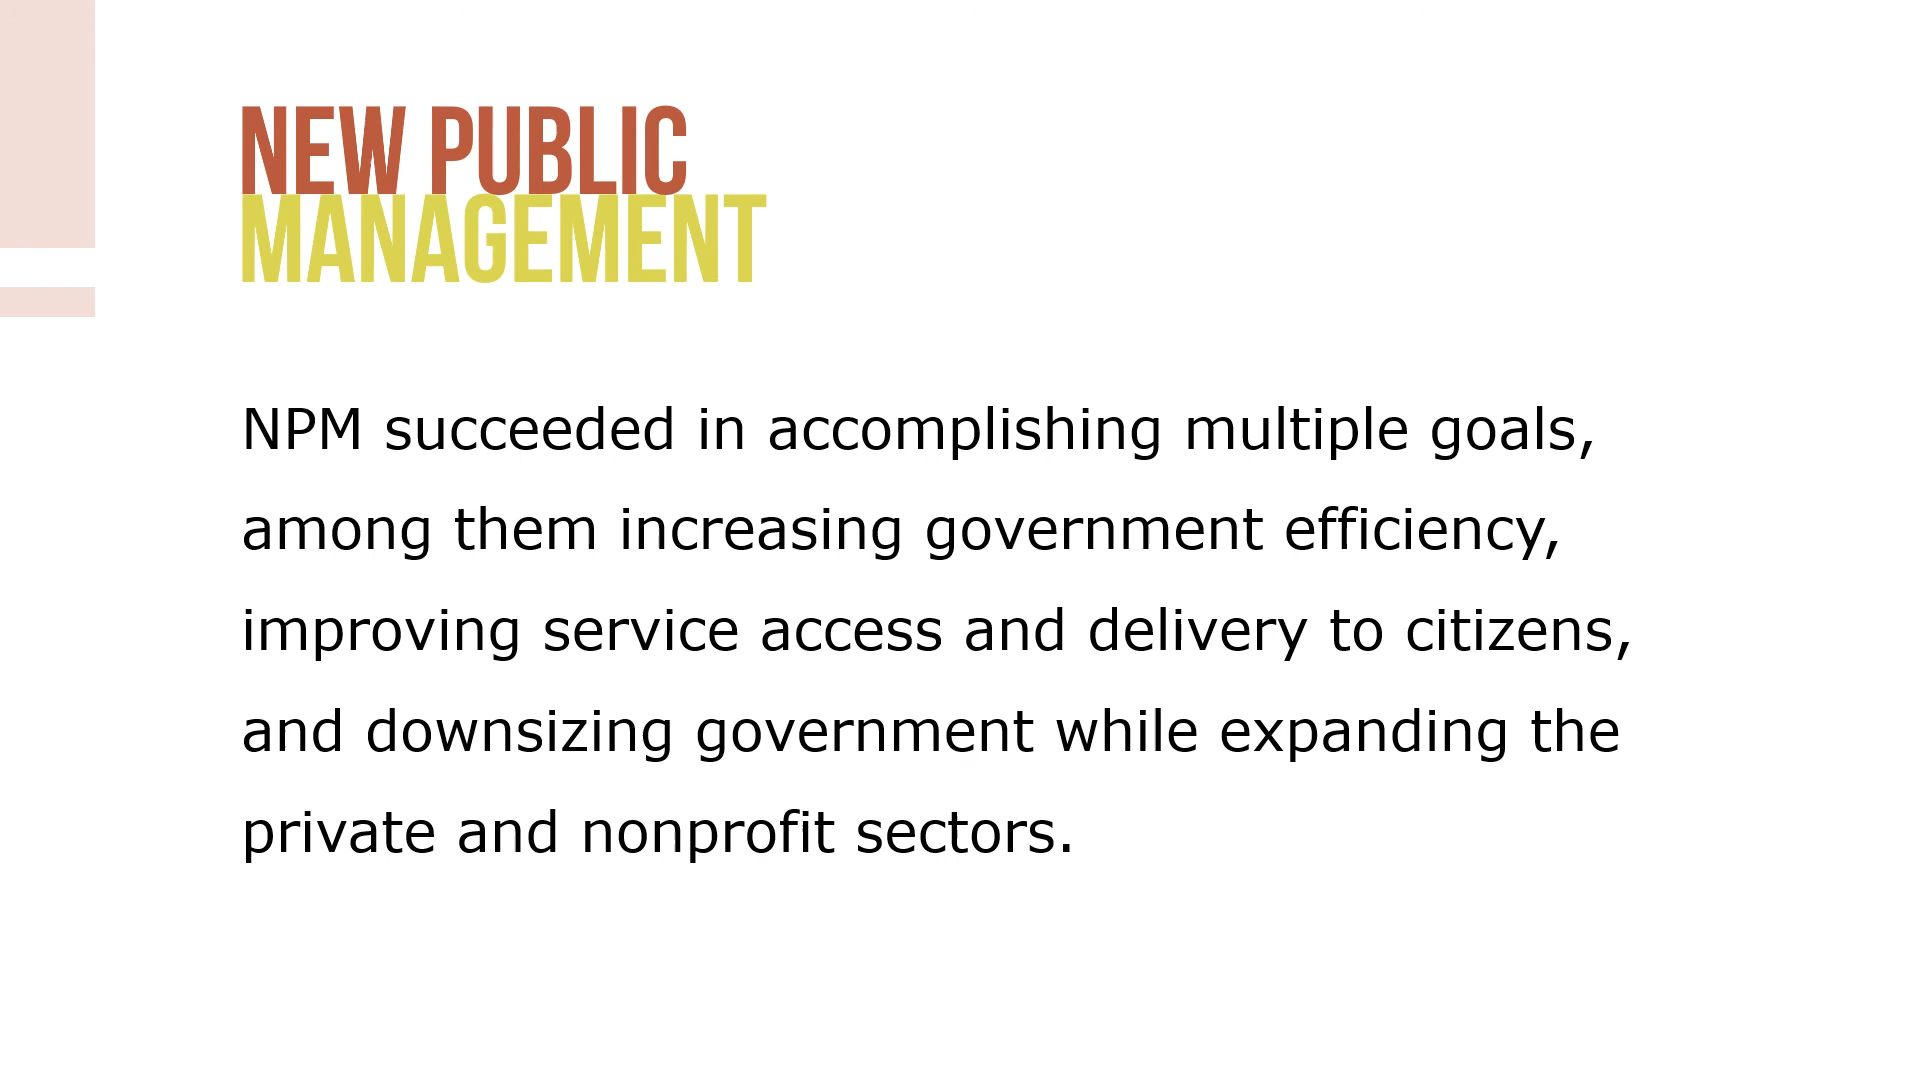 NEW PUBLIC
MANAGEMENT
NPM succeeded in accomplishing multiple goals,
among them increasing government efficiency,
improving service access and delivery to citizens,
and downsizing government while expanding the
private and nonprofit sectors.